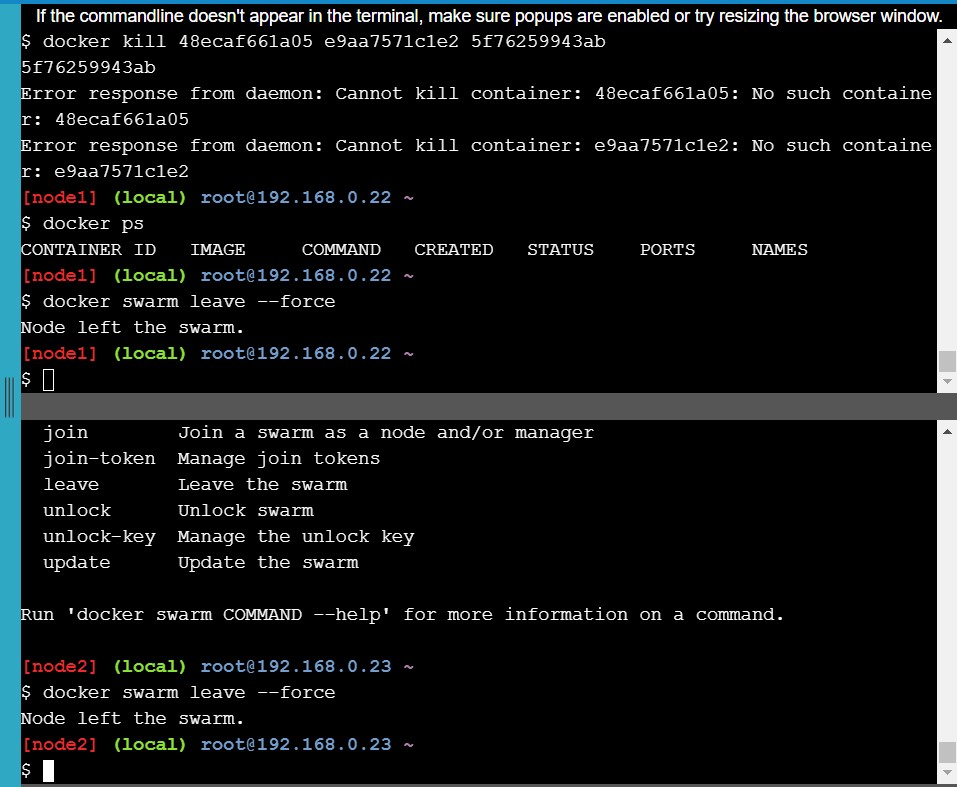 If the commandline doesn't appear in the terminal, make sure popups are enabled or try resizing the browser window.
$ docker kill 48ecaf661a05 e9aa7571c1e2 5f76259943ab
5f76259943ab
Error response from daemon: Cannot kill container: 48ecaf661a05: No such containe
r: 48ecaf661a05
Error response from daemon: Cannot kill container: e9aa7571c1e2: No such containe
r: e9aa7571c1e2
[node1] (local) root@192.168.0.22 ~
$ docker ps
CONTAINER ID   IMAGE     COMMAND   CREATED   STATUS    PORTS     NAMES
[node1] (local) root@192.168.0.22 ~
$ docker swarm leave --force
Node left the swarm.
[node1] (local) root@192.168.0.22 ~
$
  join        Join a swarm as a node and/or manager
  join-token  Manage join tokens
  leave       Leave the swarm
  unlock      Unlock swarm
  unlock-key  Manage the unlock key
  update      Update the swarm
Run 'docker swarm COMMAND --help' for more information on a command.
[node2] (local) root@192.168.0.23 ~
$ docker swarm leave --force
Node left the swarm.
[node2] (local) root@192.168.0.23 ~
$